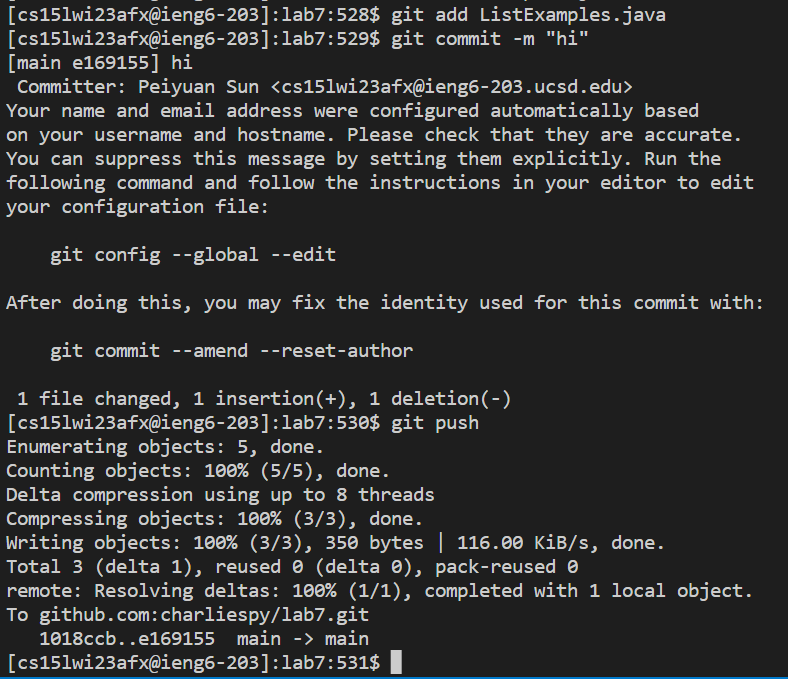 [cs15lwi23afx@ieng6-203]:lab7:528$ git add ListExamples.java
[cs15lwi23afx@ieng6-203]:lab7:529$ git commit -m "hi"
[main e169155] hi
 Committer: Peiyuan Sun <cs15lwi23afx@ieng6-203.ucsd.edu>
Your name and email address were configured automatically based
on your username and hostname. Please check that they are accurate.
You can suppress this message by setting them explicitly. Run the
following command and follow the instructions in your editor to edit
your configuration file:

    git config --global --edit

After doing this, you may fix the identity used for this commit with:

    git commit --amend --reset-author

 1 file changed, 1 insertion(+), 1 deletion(-)
[cs15lwi23afx@ieng6-203]:lab7:530$ git push
Enumerating objects: 5, done.
Counting objects: 100% (5/5), done.
Delta compression using up to 8 threads
Compressing objects: 100% (3/3), done.
Writing objects: 100% (3/3), 350 bytes | 116.00 KiB/s, done.
Total 3 (delta 1), reused 0 (delta 0), pack-reused 0
remote: Resolving deltas: 100% (1/1), completed with 1 local object.
To github.com:charliespy/lab7.git
   1018ccb..e169155  main -> main
[cs15lwi23afx@ieng6-203]:lab7:531$